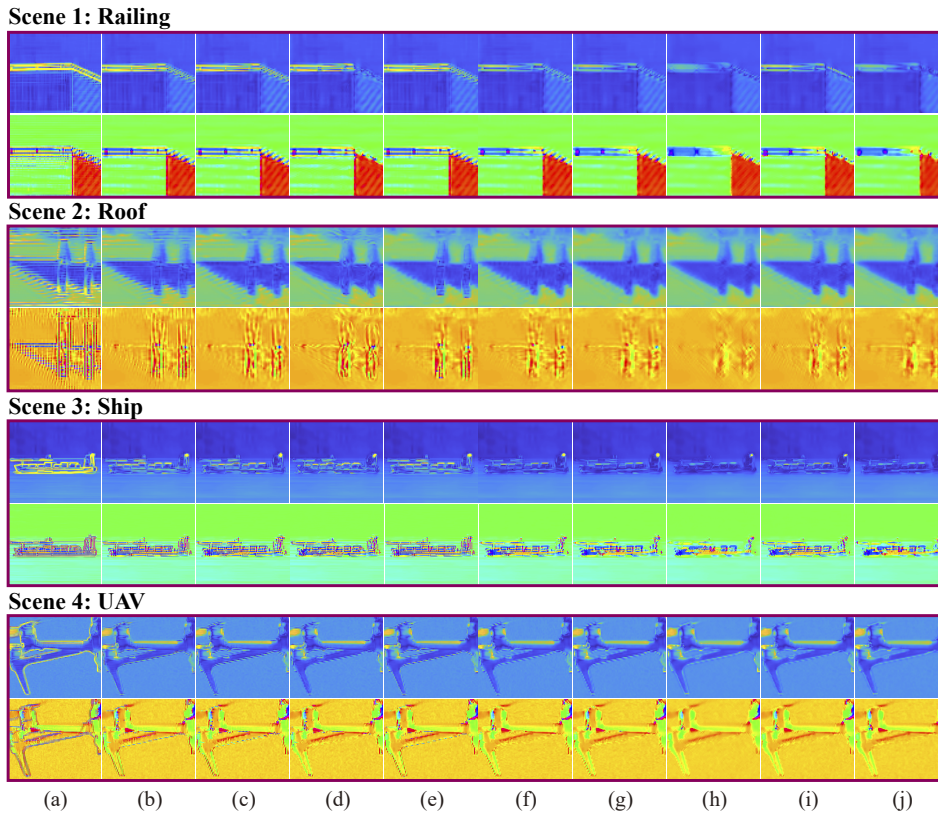 Scene 1: Railing
Scene 2: Roof
Scene 3: Ship
Scene 4: UAV
(a) (b) (c) (d) (e) (f) (g) (h) (i) (j)